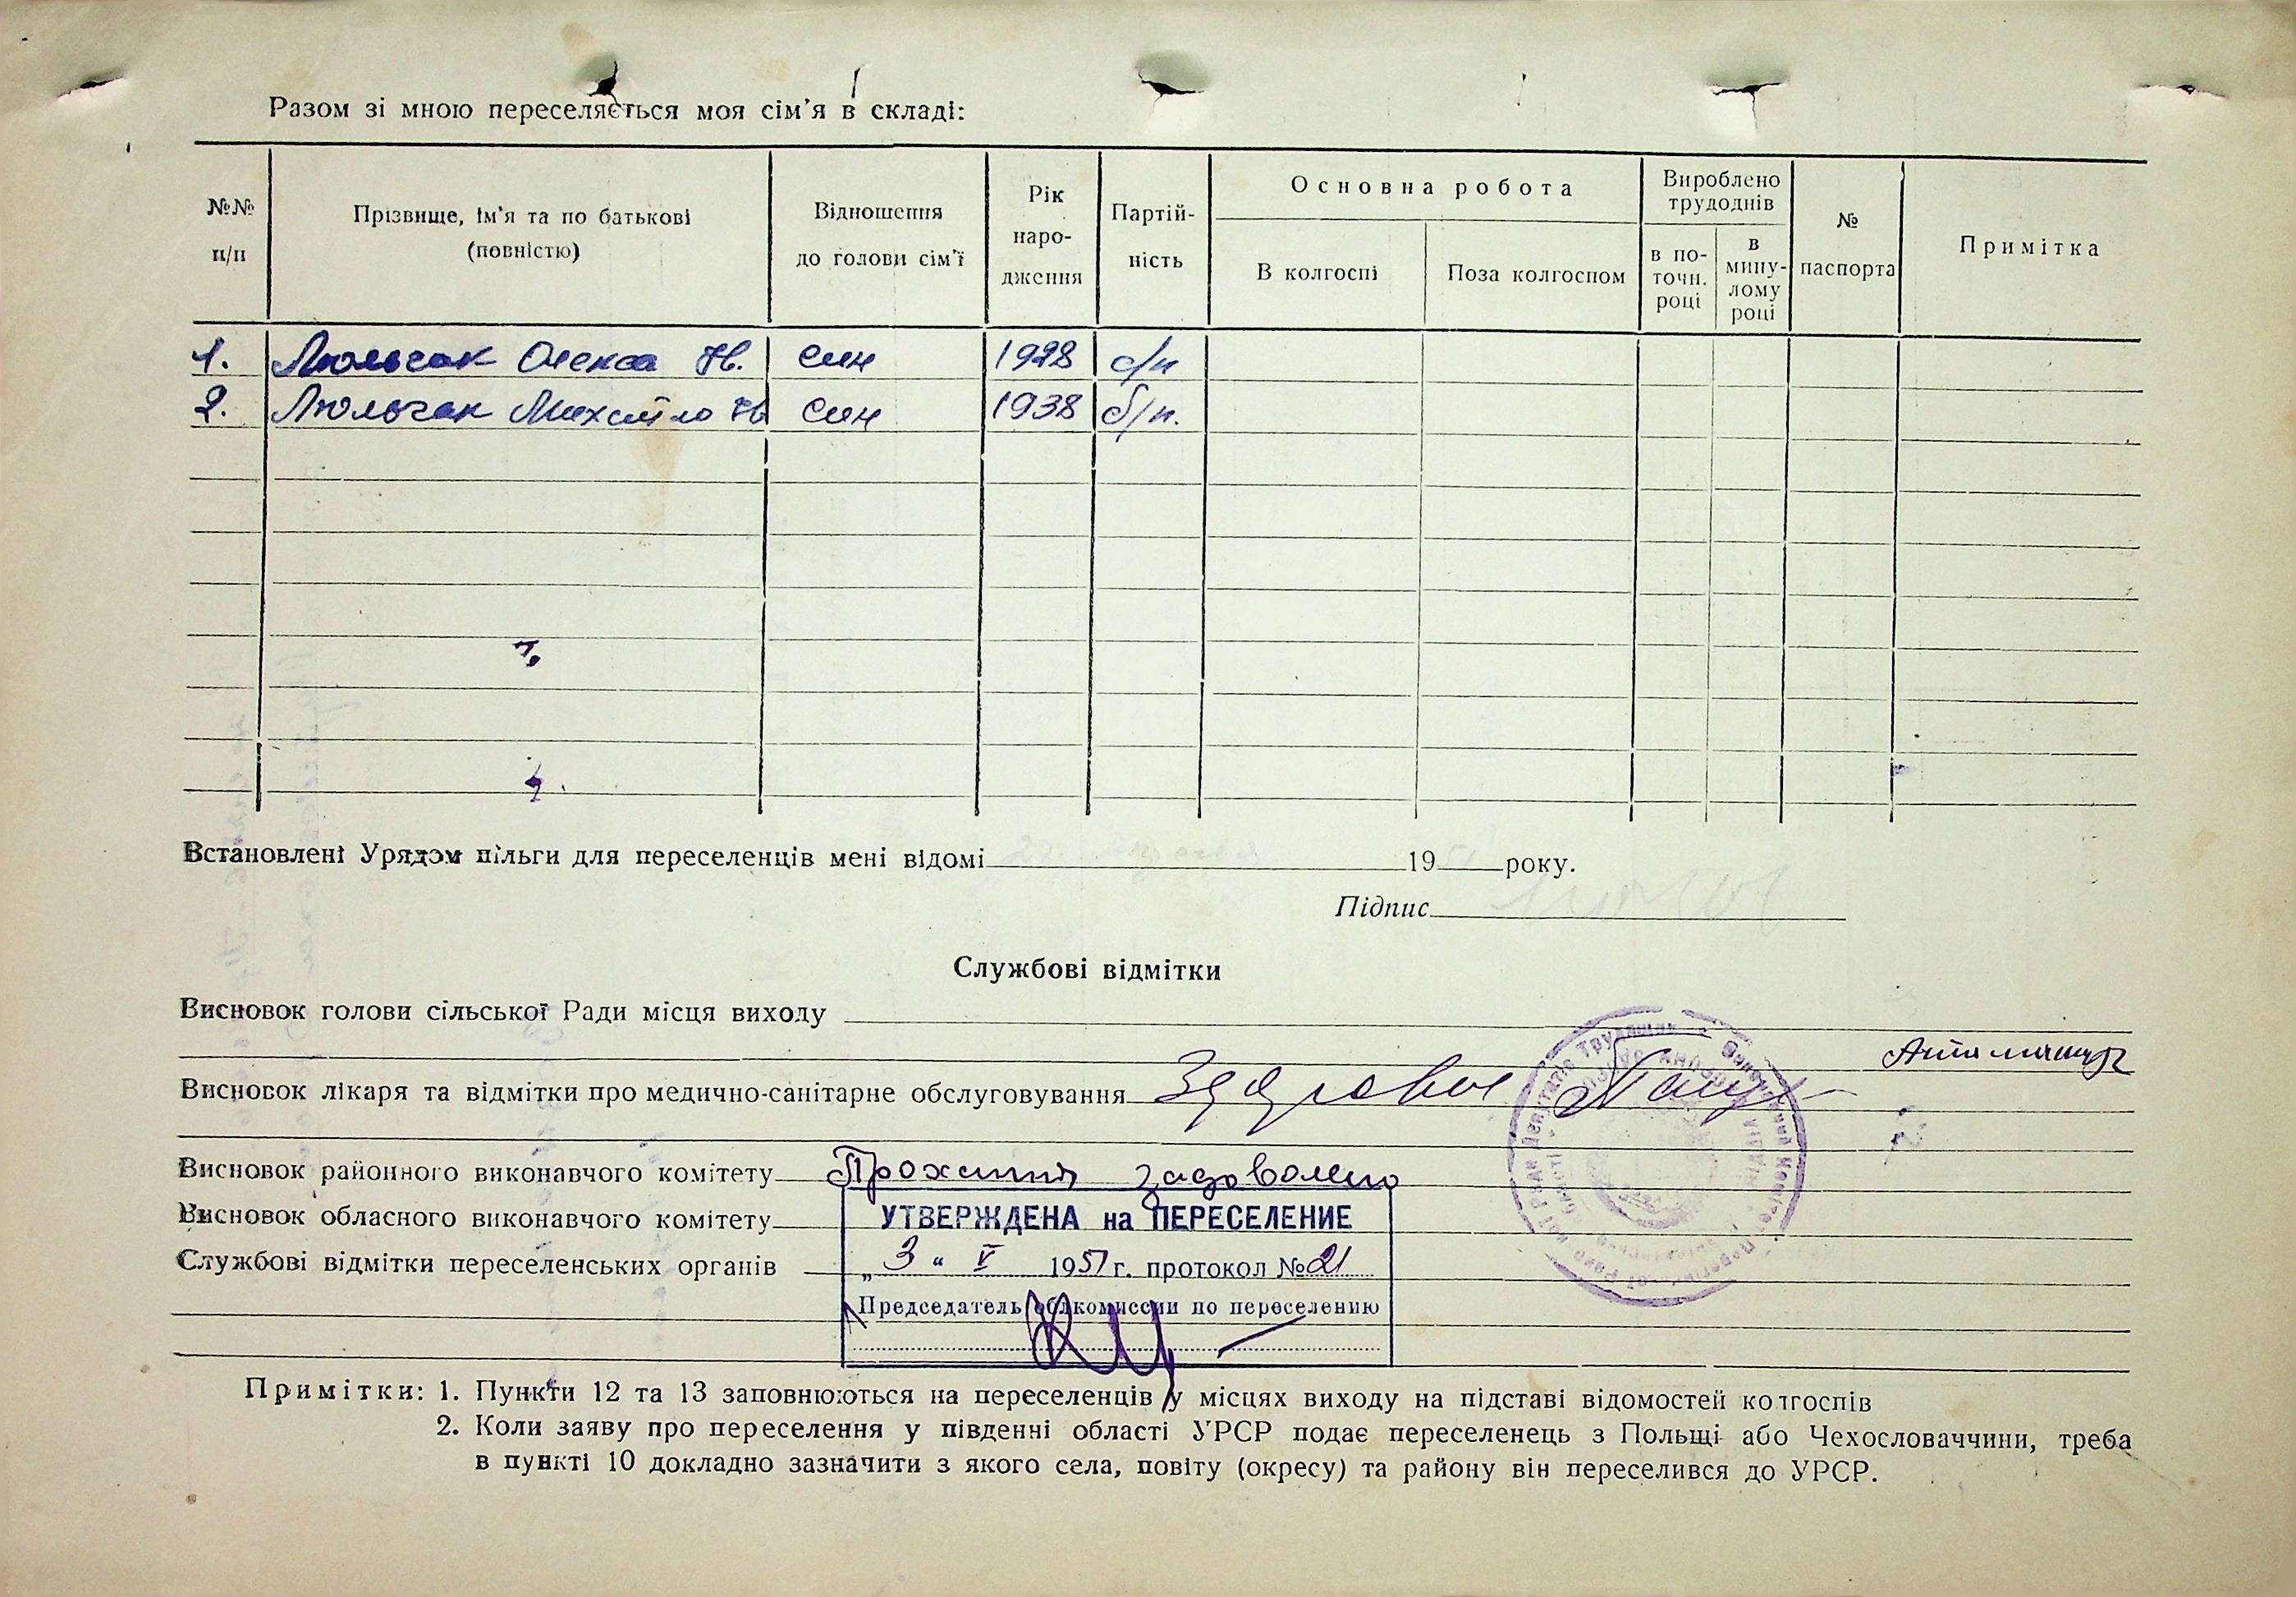 Разом зі мною переселяється моя сім'я в складі:
№№ п/п
Прізвище, ім'я та по батькові (повністю)
Відношення до голови сім'ї
Рік народження
Партійність
Основна робота
В колгоспі
Поза колгоспом
Вироблено трудоднів
в поточн. році
в минулому році
№ паспорта
Примітка
1. Люльчак Олекса Ів. син 1928 б/п
2. Люльчак Михайло Ів син 1938 б/п.
Встановлені Урядом пільги для переселенців мені відомі 1951 року.
Підпис
Службові відмітки
Висновок голови сільської Ради місця виходу
Висновок лікаря та відмітки про медично-санітарне обслуговування Здорове
Висновок районного виконавчого комітету Прохання задоволено
Висновок обласного виконавчого комітету
УТВЕРЖДЕНА на ПЕРЕСЕЛЕНИЕ
Службові відмітки переселенських органів
„3“ V 1951 г. протокол № 21
Председатель облкомиссии по переселению
Примітки: 1. Пункти 12 та 13 заповнюються на переселенців у місцях виходу на підставі відомостей колгоспів
2. Коли заяву про переселення у південні області УРСР подає переселенець з Польщі або Чехословаччини, треба
в пункті 10 докладно зазначити з якого села, повіту (окресу) та району він переселився до УРСР.